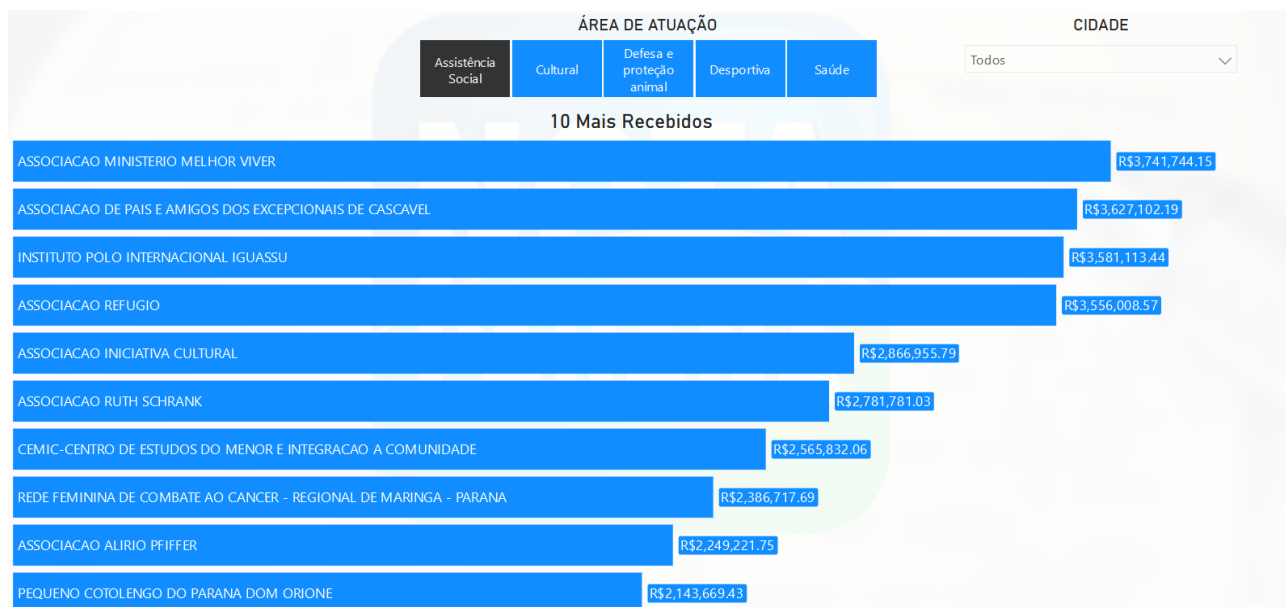 ÁREA DE ATUAÇÃO
CIDADE
Assistência
Social
Cultural
Defesa e
proteção
animal
Desportiva
Saúde
Todos
10 Mais Recebidos
ASSOCIACAO MINISTERIO MELHOR VIVER R$3,741,744.15
ASSOCIACAO DE PAIS E AMIGOS DOS EXCEPCIONAIS DE CASCAVEL R$3,627,102.19
INSTITUTO POLO INTERNACIONAL IGUASSU R$3,581,113.44
ASSOCIACAO REFUGIO R$3,556,008.57
ASSOCIACAO INICIATIVA CULTURAL R$2,866,955.79
ASSOCIACAO RUTH SCHRANK R$2,781,781.03
CEMIC-CENTRO DE ESTUDOS DO MENOR E INTEGRACAO A COMUNIDADE R$2,565,832.06
REDE FEMININA DE COMBATE AO CANCER - REGIONAL DE MARINGA - PARANA R$2,386,717.69
ASSOCIACAO ALIRIO PFIFFER R$2,249,221.75
PEQUENO COTOLENGO DO PARANA DOM ORIONE R$2,143,669.43